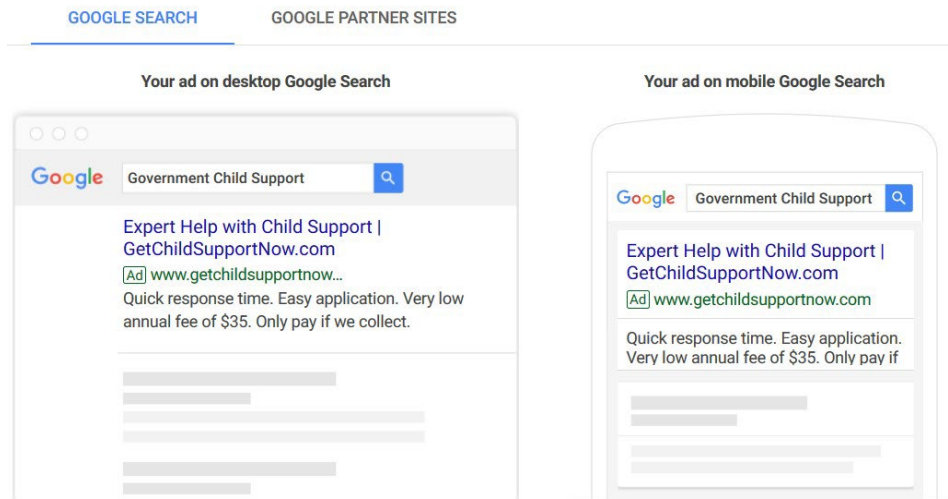 GOOGLE SEARCH GOOGLE PARTNER SITES
Your ad on desktop Google Search
Google Government Child Support
Expert Help with Child Support |
GetChildSupportNow.com
Ad www.getchildsupportnow...
Quick response time. Easy application. Very low
annual fee of $35. Only pay if we collect.
Your ad on mobile Google Search
Google Government Child Support
Expert Help with Child Support |
GetChildSupportNow.com
Ad www.getchildsupportnow.com
Quick response time. Easy application.
Very low annual fee of $35. Only pay if